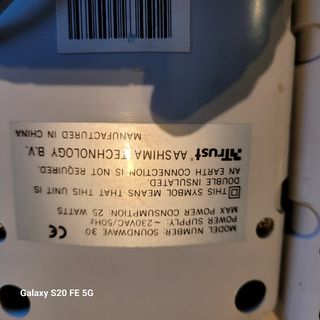 MODEL NUMBER: SOUNDWAVE 30
POWER SUPPLY: ~230VAC/50Hz
MAX POWER CONSUMPTION: 25 WATTS
THIS SYMBOL MEANS THAT THIS UNIT IS
DOUBLE INSULATED.
AN EARTH CONNECTION IS NOT REQUIRED.
Trust AASHIMA TECHNOLOGY B.V.
MANUFACTURED IN CHINA
CE
Galaxy S20 FE 5G